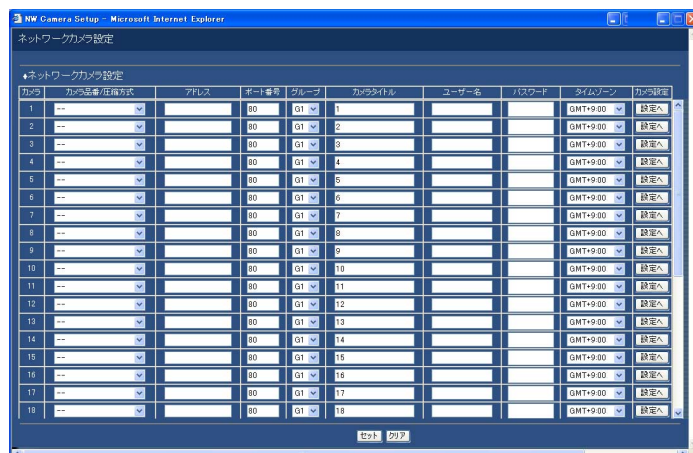 NW Camera Setup - Microsoft Internet Explorer
ネットワークカメラ設定
♦ネットワークカメラ設定
カメラ カメラ品番/圧縮方式 アドレス ポート番号 グループ カメラタイトル ユーザー名 パスワード タイムゾーン カメラ設定
1 -- 80 G1 1 GMT+9:00 設定へ
2 -- 80 G1 2 GMT+9:00 設定へ
3 -- 80 G1 3 GMT+9:00 設定へ
4 -- 80 G1 4 GMT+9:00 設定へ
5 -- 80 G1 5 GMT+9:00 設定へ
6 -- 80 G1 6 GMT+9:00 設定へ
7 -- 80 G1 7 GMT+9:00 設定へ
8 -- 80 G1 8 GMT+9:00 設定へ
9 -- 80 G1 9 GMT+9:00 設定へ
10 -- 80 G1 10 GMT+9:00 設定へ
11 -- 80 G1 11 GMT+9:00 設定へ
12 -- 80 G1 12 GMT+9:00 設定へ
13 -- 80 G1 13 GMT+9:00 設定へ
14 -- 80 G1 14 GMT+9:00 設定へ
15 -- 80 G1 15 GMT+9:00 設定へ
16 -- 80 G1 16 GMT+9:00 設定へ
17 -- 80 G1 17 GMT+9:00 設定へ
18 -- 80 G1 18 GMT+9:00 設定へ
セット クリア